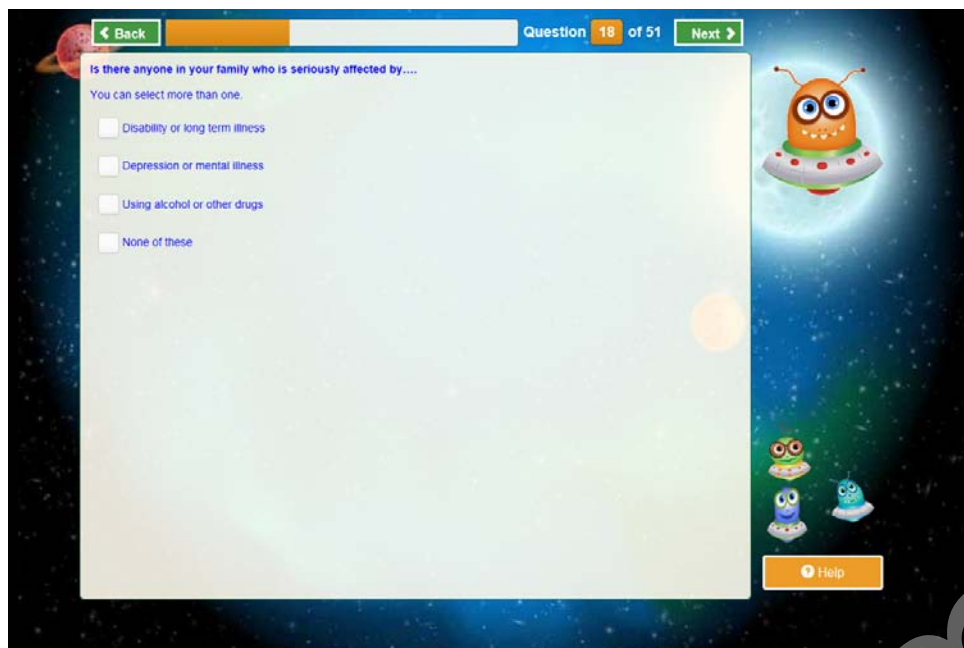 Back
Question 18 of 51
Next
Is there anyone in your family who is seriously affected by....
You can select more than one.
Disability or long term illness
Depression or mental illness
Using alcohol or other drugs
None of these
Help